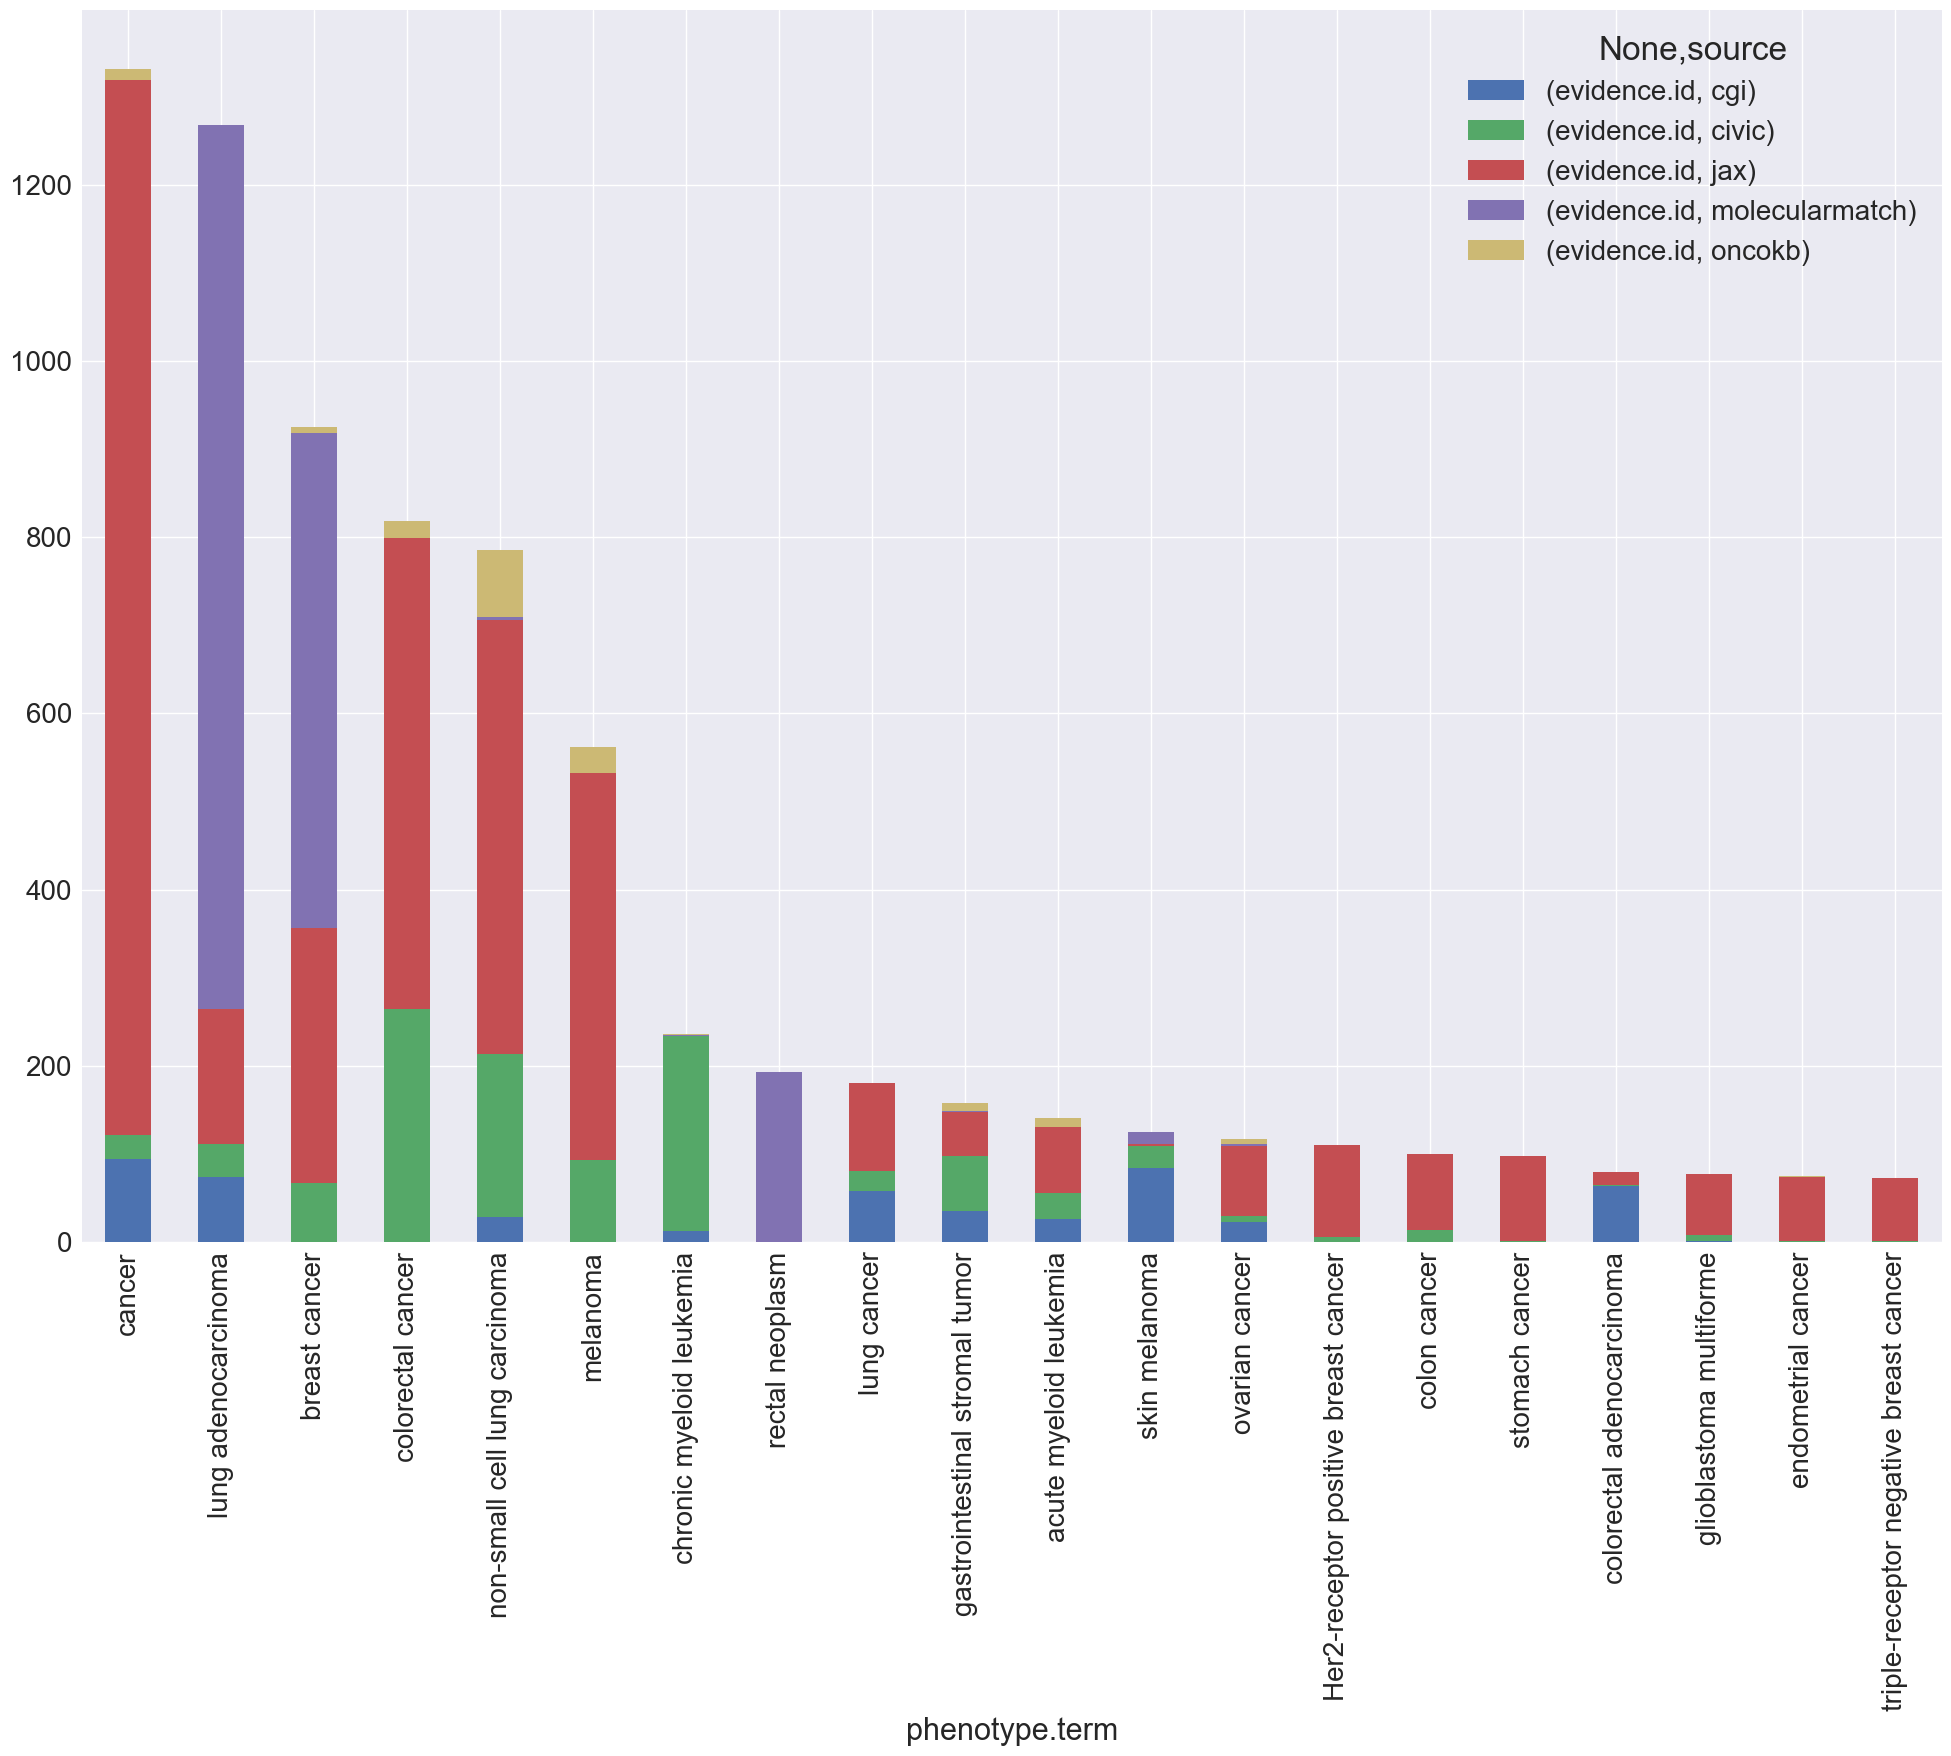 None,source
(evidence.id, cgi)
(evidence.id, civic)
(evidence.id, jax)
(evidence.id, molecularmatch)
(evidence.id, oncokb)
1200
1000
800
600
400
200
0
cancer
lung adenocarcinoma
breast cancer
colorectal cancer
non-small cell lung carcinoma
melanoma
chronic myeloid leukemia
rectal neoplasm
lung cancer
gastrointestinal stromal tumor
acute myeloid leukemia
skin melanoma
ovarian cancer
Her2-receptor positive breast cancer
colon cancer
stomach cancer
colorectal adenocarcinoma
glioblastoma multiforme
endometrial cancer
triple-receptor negative breast cancer
phenotype.term